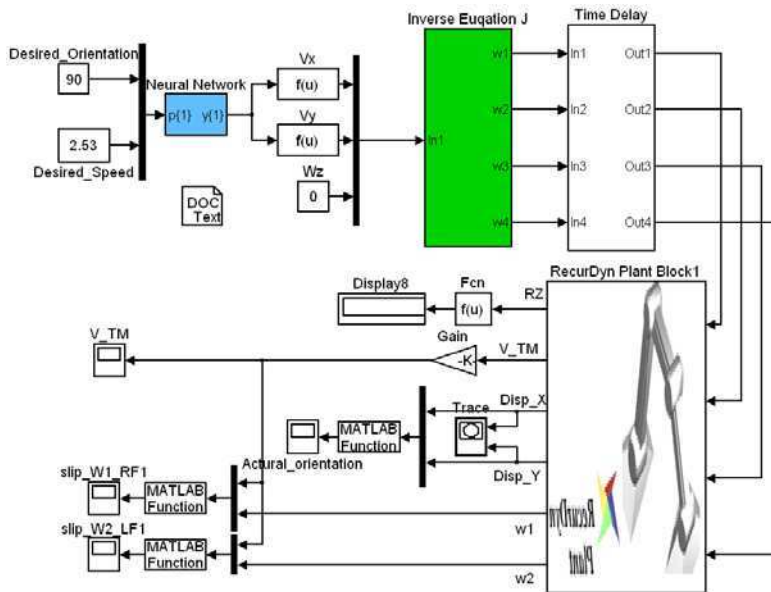 Inverse Euqation J
Time Delay
Desired_Orientation
90
Neural Network
p{1} y{1}
Vx
f(u)
Vy
f(u)
Wz
0
2.53
Desired_Speed
DOC
Text
In1
w1
w2
w3
w4
In1
In2
In3
In4
Out1
Out2
Out3
Out4
RecurDyn Plant Block1
Display8
Fcn
f(u)
RZ
V_TM
Gain
-K-
V_TM
Disp_X
Trace
MATLAB
Function
Actural_orientation
Disp_Y
slip_W1_RF1
MATLAB
Function
w1
slip_W2_LF1
MATLAB
Function
w2
RecurDyn
Plant